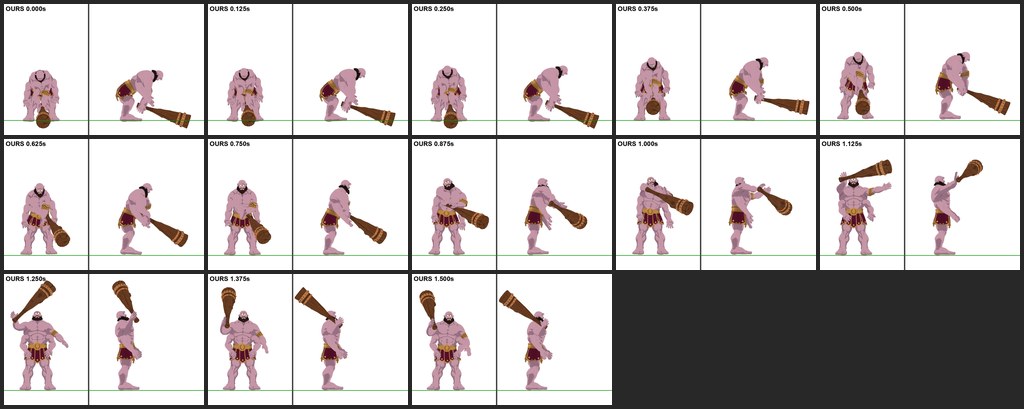 OURS 0.000s
OURS 0.125s
OURS 0.250s
OURS 0.375s
OURS 0.500s
OURS 0.625s
OURS 0.750s
OURS 0.875s
OURS 1.000s
OURS 1.125s
OURS 1.250s
OURS 1.375s
OURS 1.500s